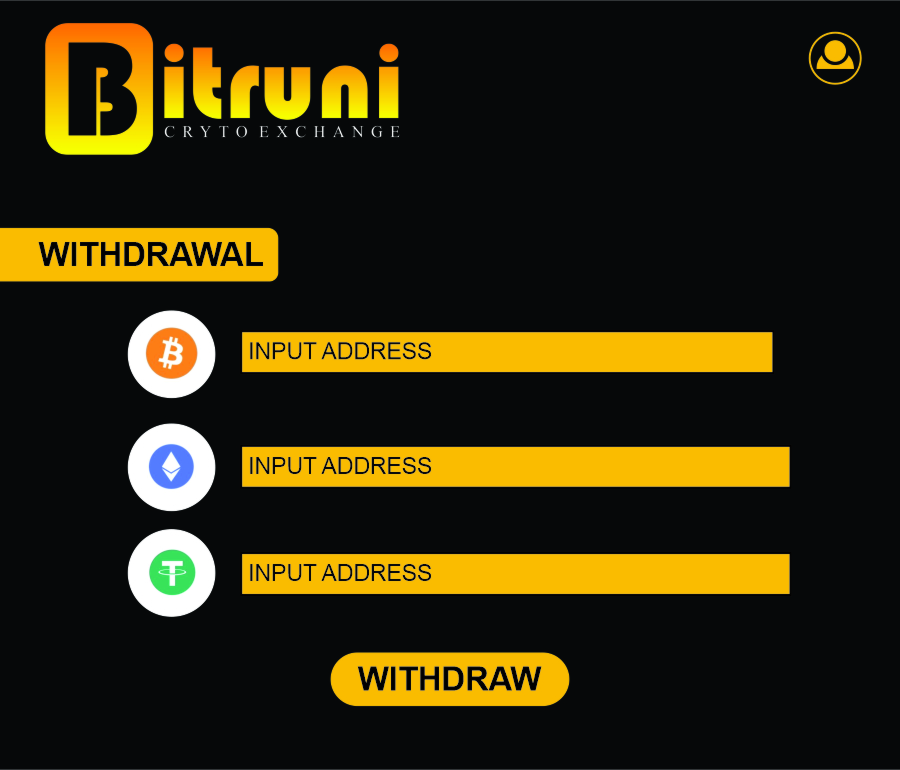 Bitruni
CRYTO EXCHANGE
WITHDRAWAL
INPUT ADDRESS
INPUT ADDRESS
INPUT ADDRESS
WITHDRAW